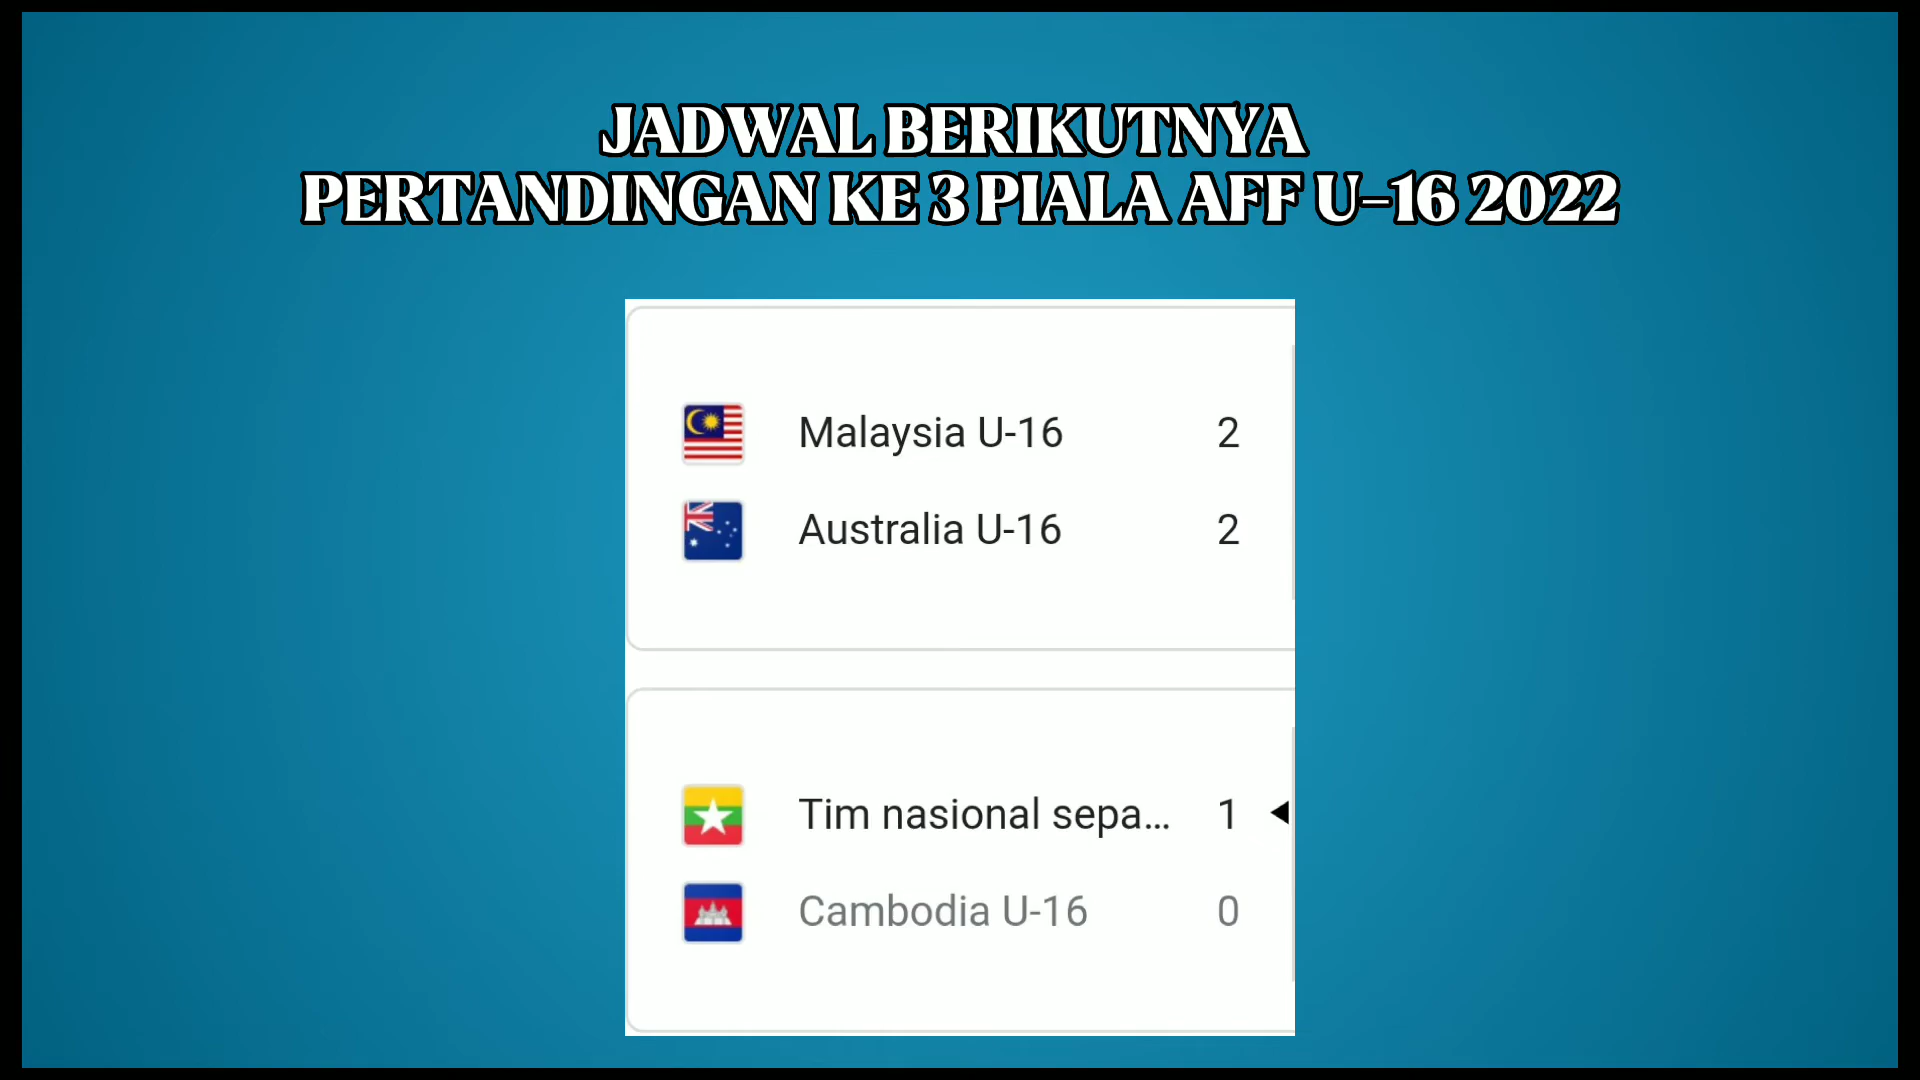 JADWAL BERIKUTNYA
PERTANDINGAN KE 3 PIALA AFF U-16 2022
Malaysia U-16 2
Australia U-16 2
Tim nasional sepa... 1
Cambodia U-16 0